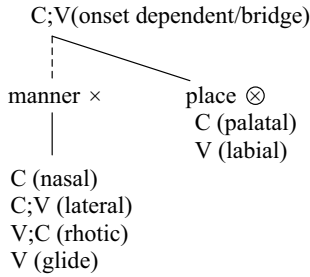 C;V(onset dependent/bridge)
manner × place ⊗
C (palatal)
V (labial)
C (nasal)
C;V (lateral)
V;C (rhotic)
V (glide)